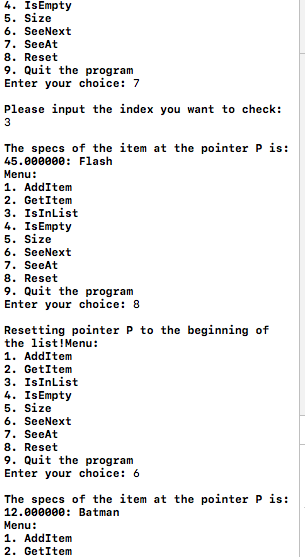 4. IsEmpty
5. Size
6. SeeNext
7. SeeAt
8. Reset
9. Quit the program
Enter your choice: 7
Please input the index you want to check:
3
The specs of the item at the pointer P is:
45.000000: Flash
Menu:
1. AddItem
2. GetItem
3. IsInList
4. IsEmpty
5. Size
6. SeeNext
7. SeeAt
8. Reset
9. Quit the program
Enter your choice: 8
Resetting pointer P to the beginning of
the list!Menu:
1. AddItem
2. GetItem
3. IsInList
4. IsEmpty
5. Size
6. SeeNext
7. SeeAt
8. Reset
9. Quit the program
Enter your choice: 6
The specs of the item at the pointer P is:
12.000000: Batman
Menu:
1. AddItem
2. GetItem